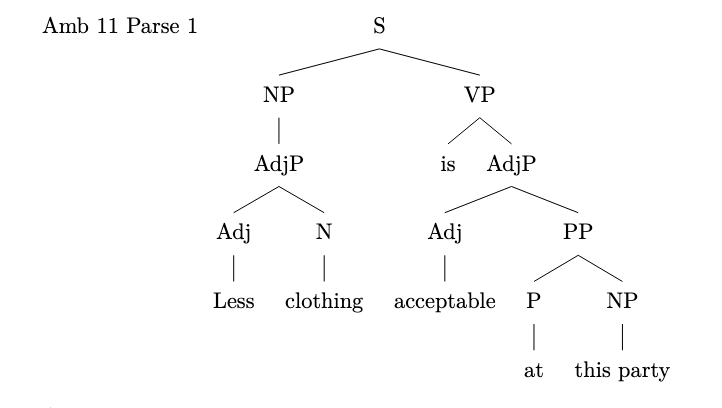 Amb 11 Parse 1 S
NP VP
AdjP is AdjP
Adj N Adj PP
Less clothing acceptable P NP
at this party